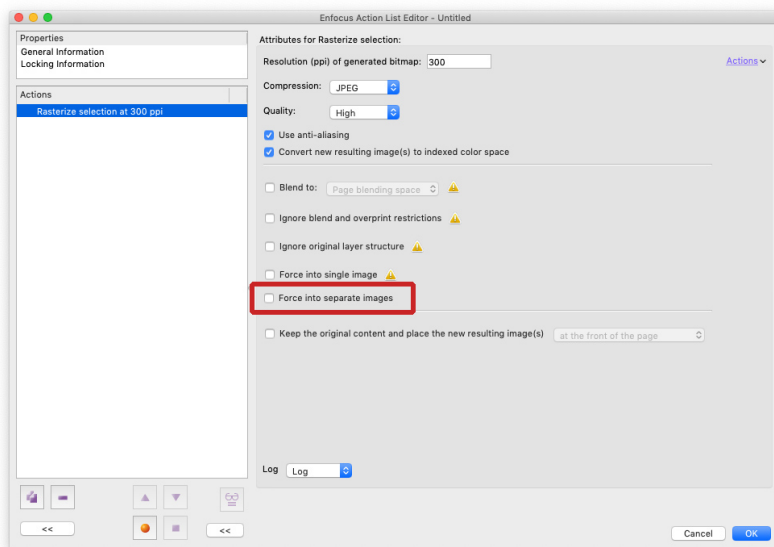 Enfocus Action List Editor - Untitled
Properties
General Information
Locking Information
Actions
Rasterize selection at 300 ppi
<<
<<
Attributes for Rasterize selection:
Resolution (ppi) of generated bitmap: 300
Actions
Compression: JPEG
Quality: High
Use anti-aliasing
Convert new resulting image(s) to indexed color space
Blend to: Page blending space
Ignore blend and overprint restrictions
Ignore original layer structure
Force into single image
Force into separate images
Keep the original content and place the new resulting image(s) at the front of the page
Log Log
Cancel OK